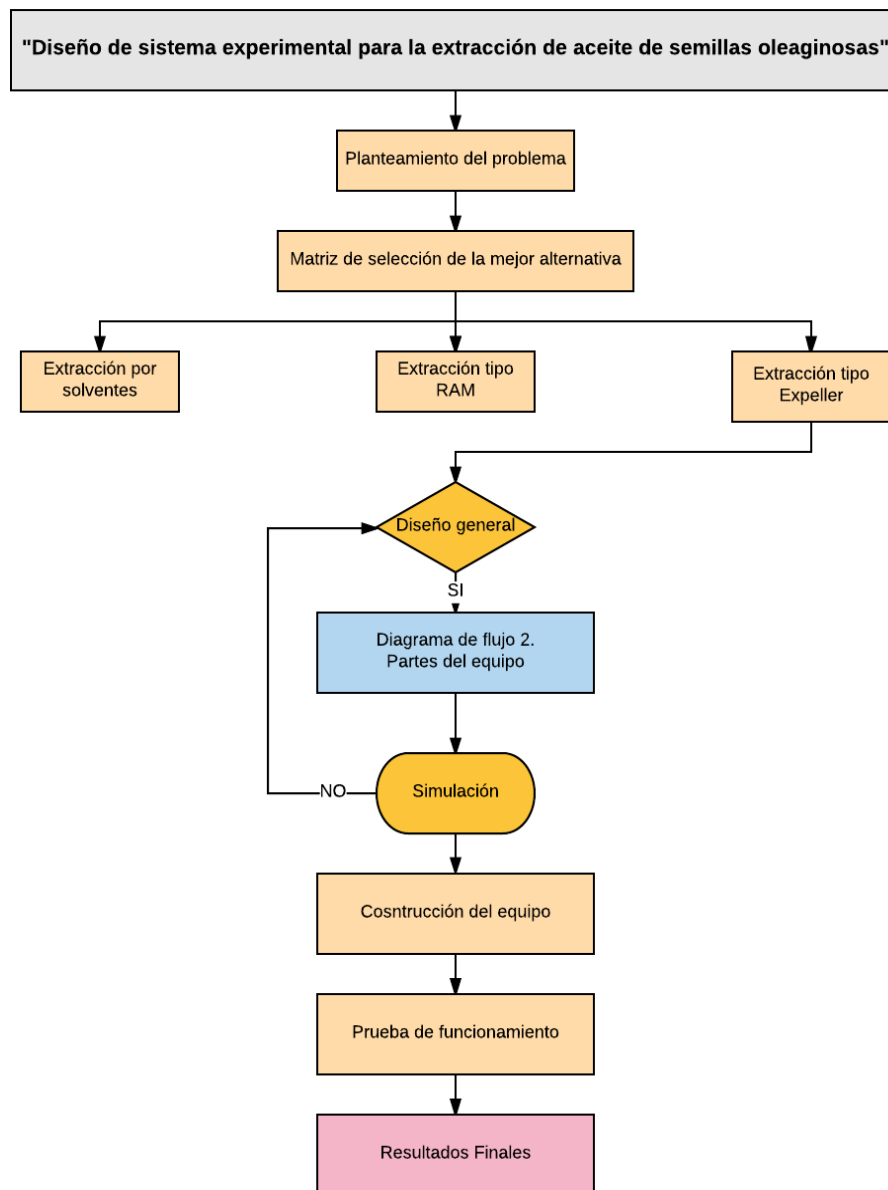 "Diseño de sistema experimental para la extracción de aceite de semillas oleaginosas"
Planteamiento del problema
Matriz de selección de la mejor alternativa
Extracción por
solventes
Extracción tipo
RAM
Extracción tipo
Expeller
Diseño general
SI
Diagrama de flujo 2.
Partes del equipo
NO
Simulación
Cosntrucción del equipo
Prueba de funcionamiento
Resultados Finales